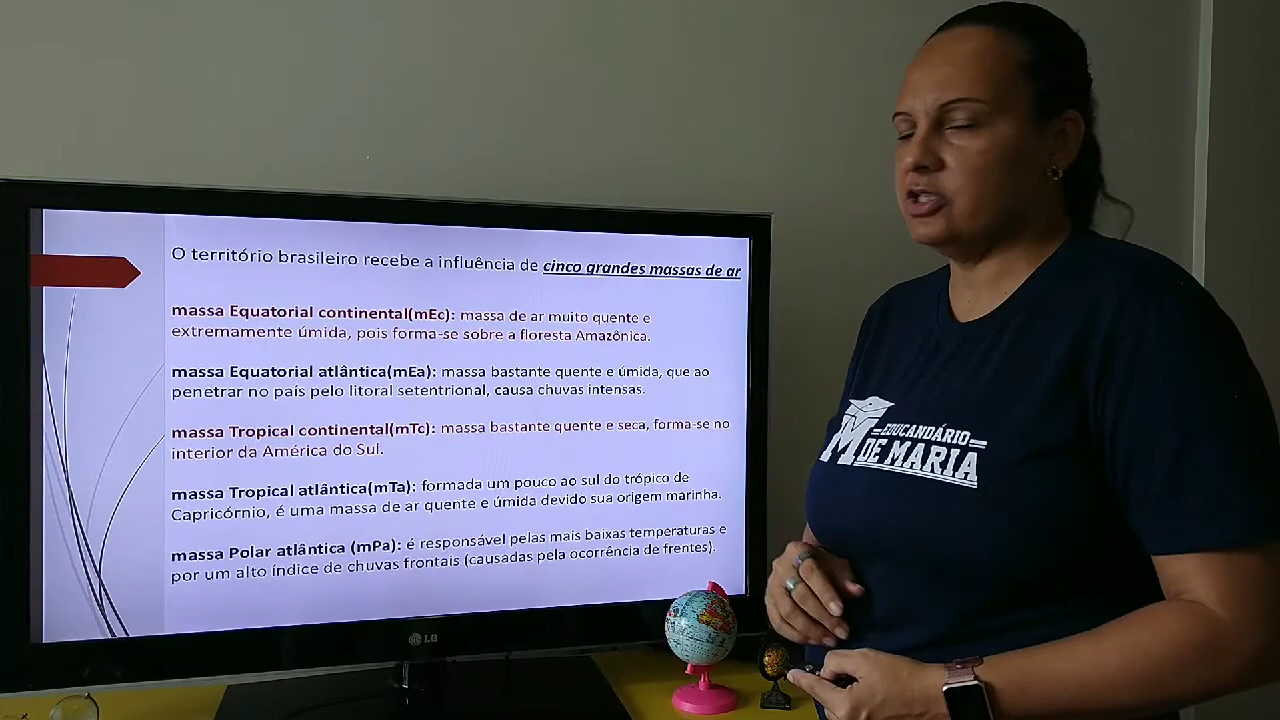 O território brasileiro recebe a influência de cinco grandes massas de ar
massa Equatorial continental(mEc): massa de ar muito quente e
extremamente úmida, pois forma-se sobre a floresta Amazônica.
massa Equatorial atlântica(mEa): massa bastante quente e úmida, que ao
penetrar no país pelo litoral setentrional, causa chuvas intensas.
massa Tropical continental(mTc): massa bastante quente e seca, forma-se no
interior da América do Sul.
massa Tropical atlântica(mTa): formada um pouco ao sul do trópico de
Capricórnio, é uma massa de ar quente e úmida devido sua origem marinha.
massa Polar atlântica (mPa): é responsável pelas mais baixas temperaturas e
por um alto índice de chuvas frontais (causadas pela ocorrência de frentes).
LG
M
EDUCANDÁRIO
DE MARIA